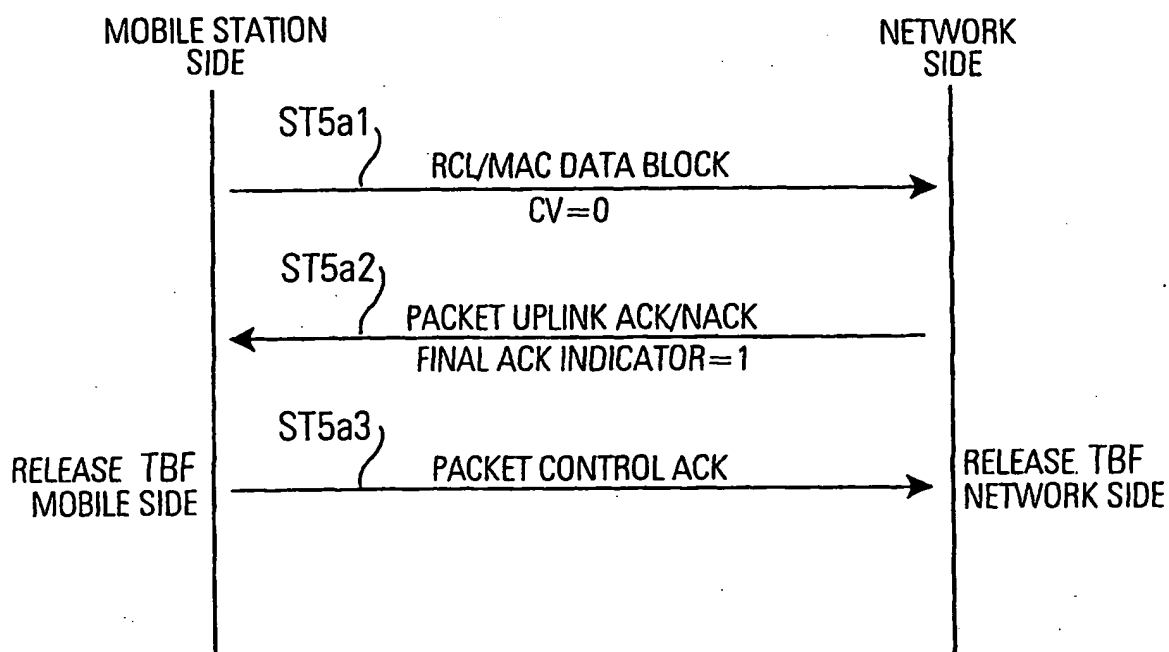 MOBILE STATION
SIDE
NETWORK
SIDE
ST5a1
RCL/MAC DATA BLOCK
CV=0
ST5a2
PACKET UPLINK ACK/NACK
FINAL ACK INDICATOR=1
ST5a3
PACKET CONTROL ACK
RELEASE TBF
MOBILE SIDE
RELEASE. TBF
NETWORK SIDE